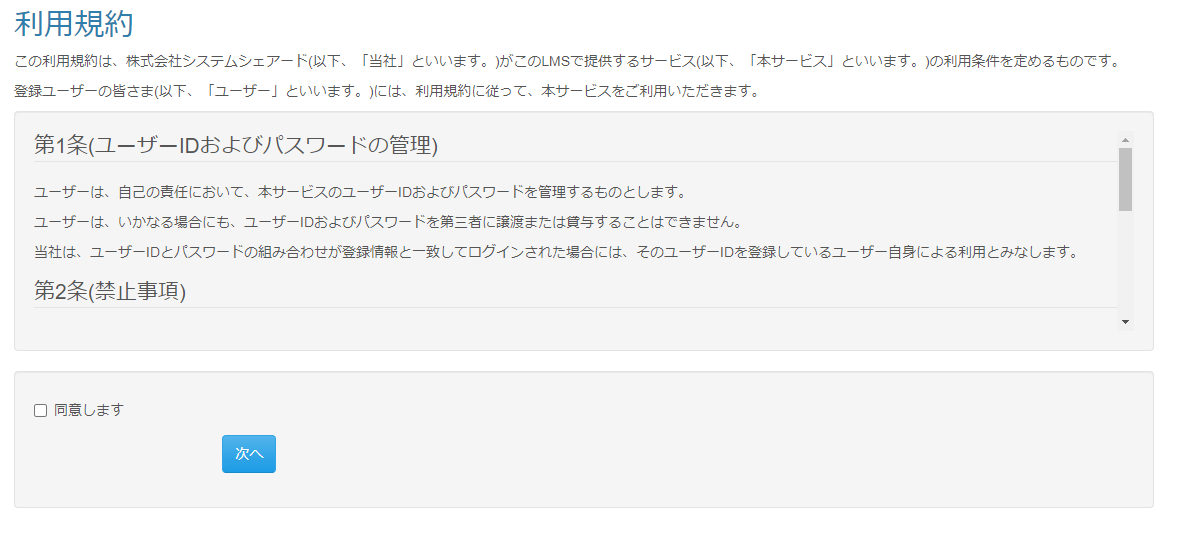 利用規約
この利用規約は、株式会社システムシェアード(以下、「当社」といいます。)がこのLMSで提供するサービス(以下、「本サービス」といいます。)の利用条件を定めるものです。
登録ユーザーの皆さま(以下、「ユーザー」といいます。)には、利用規約に従って、本サービスをご利用いただきます。
第1条(ユーザーIDおよびパスワードの管理)
ユーザーは、自己の責任において、本サービスのユーザーIDおよびパスワードを管理するものとします。
ユーザーは、いかなる場合にも、ユーザーIDおよびパスワードを第三者に譲渡または貸与することはできません。
当社は、ユーザーIDとパスワードの組み合わせが登録情報と一致してログインされた場合には、そのユーザーIDを登録しているユーザー自身による利用とみなします。
第2条(禁止事項)
同意します
次へ